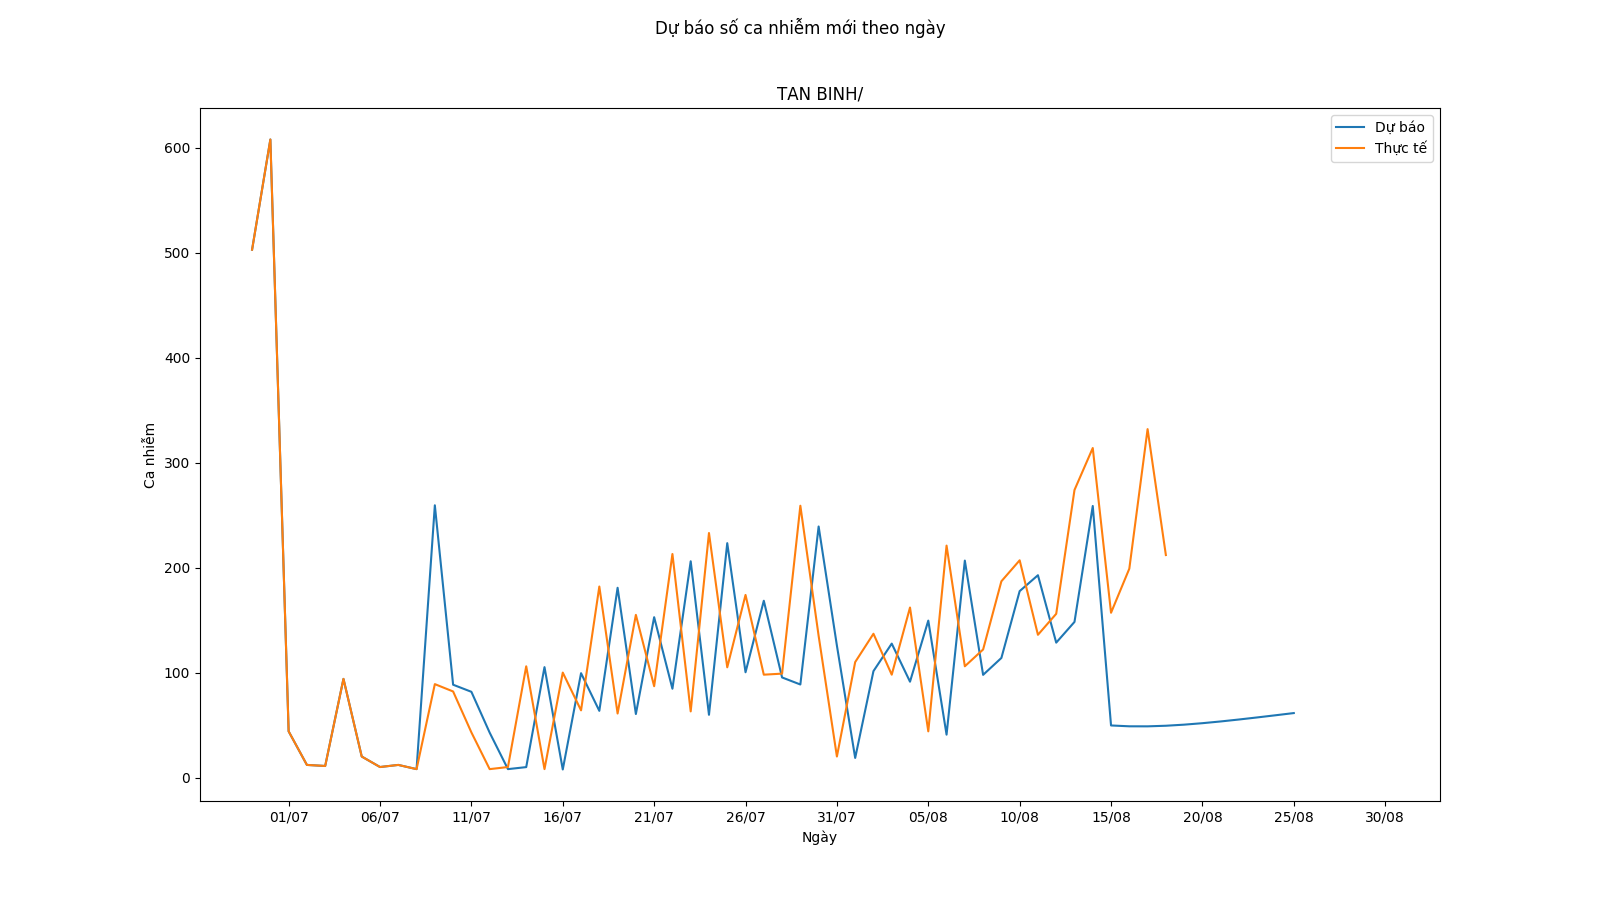 Dự báo số ca nhiễm mới theo ngày
TAN BINH/
Dự báo
Thực tế
Ca nhiễm
600
500
400
300
200
100
0
01/07 06/07 11/07 16/07 21/07 26/07 31/07 05/08 10/08 15/08 20/08 25/08 30/08
Ngày